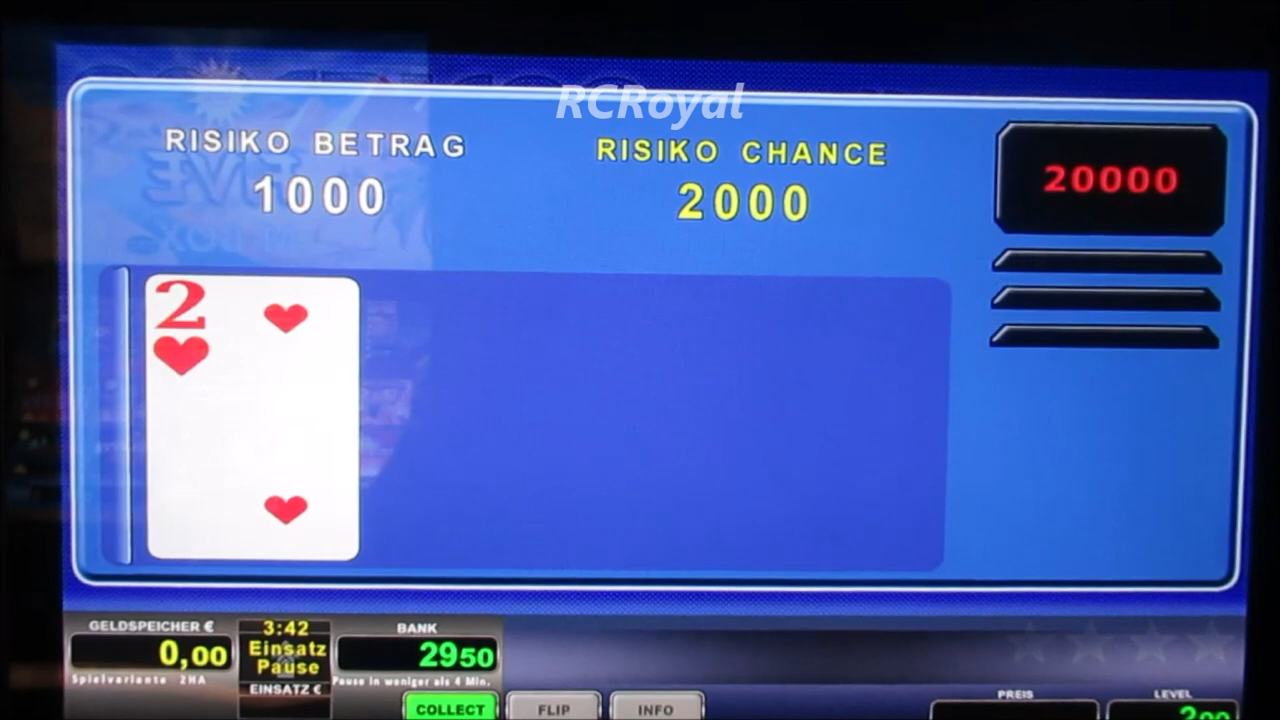 RCRoyal
RISIKO BETRAG
RISIKO CHANCE
1000
2000
20000
2
GELDSPEICHER €
0,00
Spielvariante 2HA
3:42
Einsatz
Pause
EINSATZ €
BANK
2950
Pause in weniger als 4 Min.
COLLECT
FLIP
INFO
PREIS
LEVEL